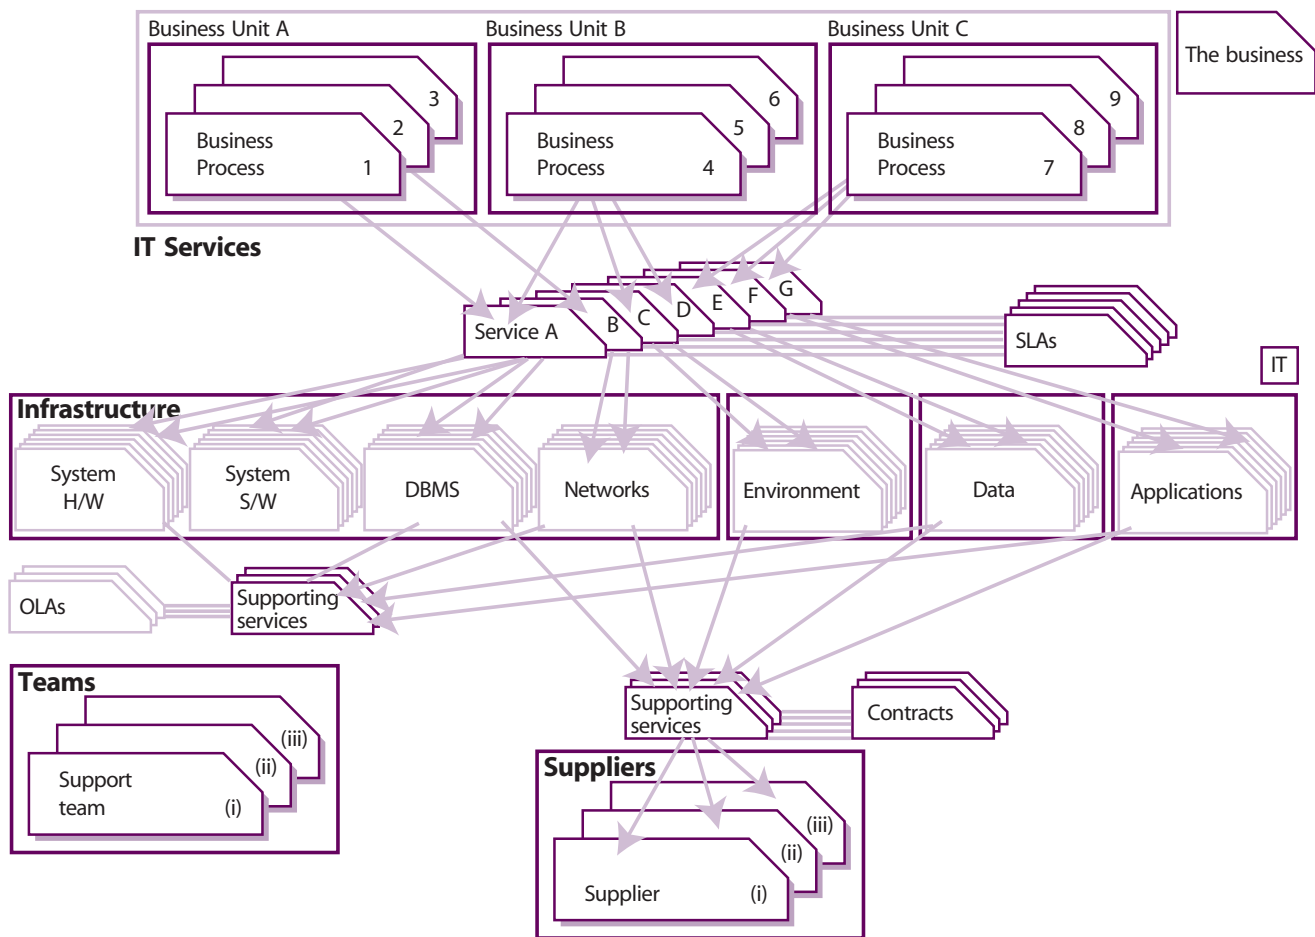 Business Unit A
Business Unit B
Business Unit C
The business
3
2
Business
Process 1
6
5
Business
Process 4
9
8
Business
Process 7
IT Services
G
F
E
D
C
B
Service A
SLAs
IT
Infrastructure
System
H/W
System
S/W
DBMS
Networks
Environment
Data
Applications
OLAs
Supporting
services
Teams
(iii)
(ii)
Support
team (i)
Supporting
services
Contracts
Suppliers
(iii)
(ii)
Supplier (i)